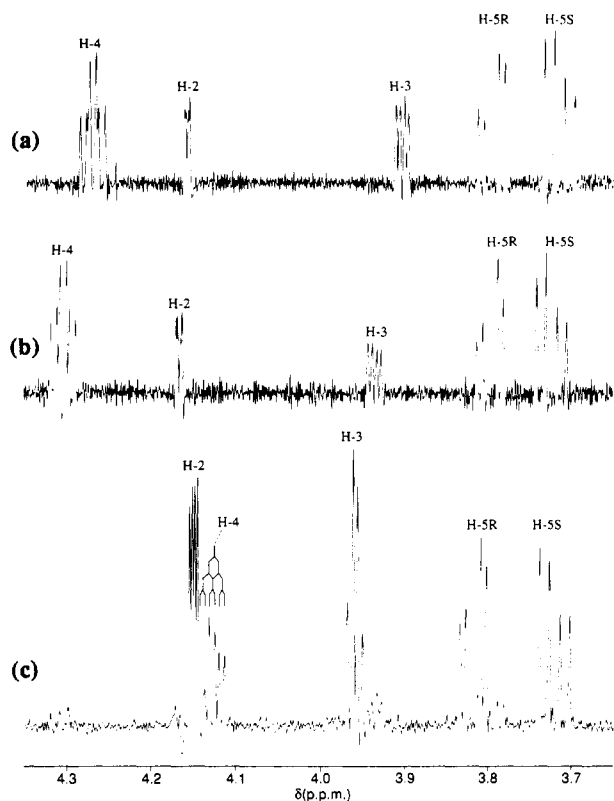 H-4
H-2
H-3
H-5R
H-5S
(a)
H-4
H-2
H-3
H-5R
H-5S
(b)
H-2
H-4
H-3
H-5R
H-5S
(c)
4.3 4.2 4.1 4.0 3.9 3.8 3.7
δ(p.p.m.)